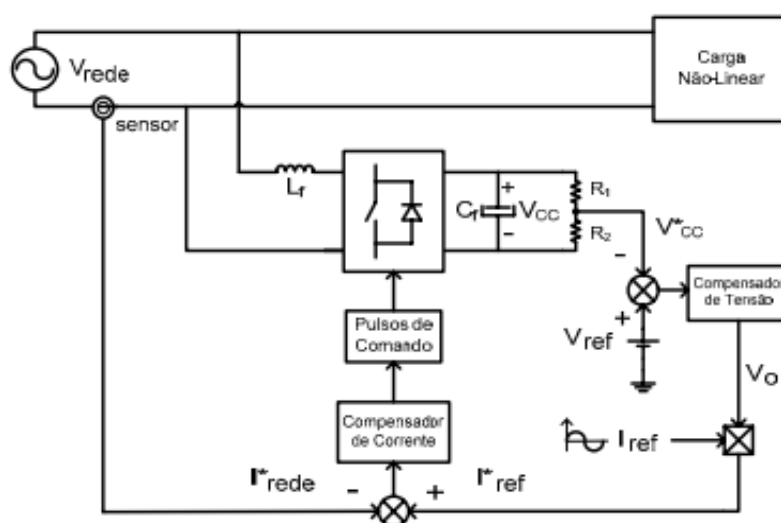 Vrede
sensor
Carga
Não-Linear
Lf
Cf
+
VCC
-
R1
R2
V*CC
-
+
Vref
Compensador
de Tensão
Vo
Pulsos de
Comando
Compensador
de Corrente
Iref
I*rede
-
+
I*ref